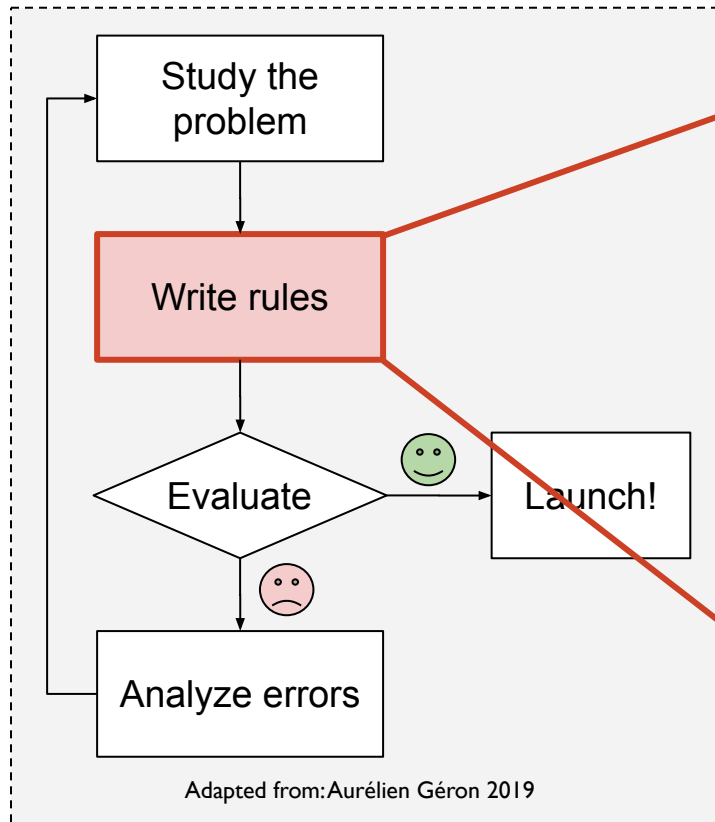 Study the
problem
Write rules
Evaluate
Launch!
Analyze errors
Adapted from: Aurélien Géron 2019